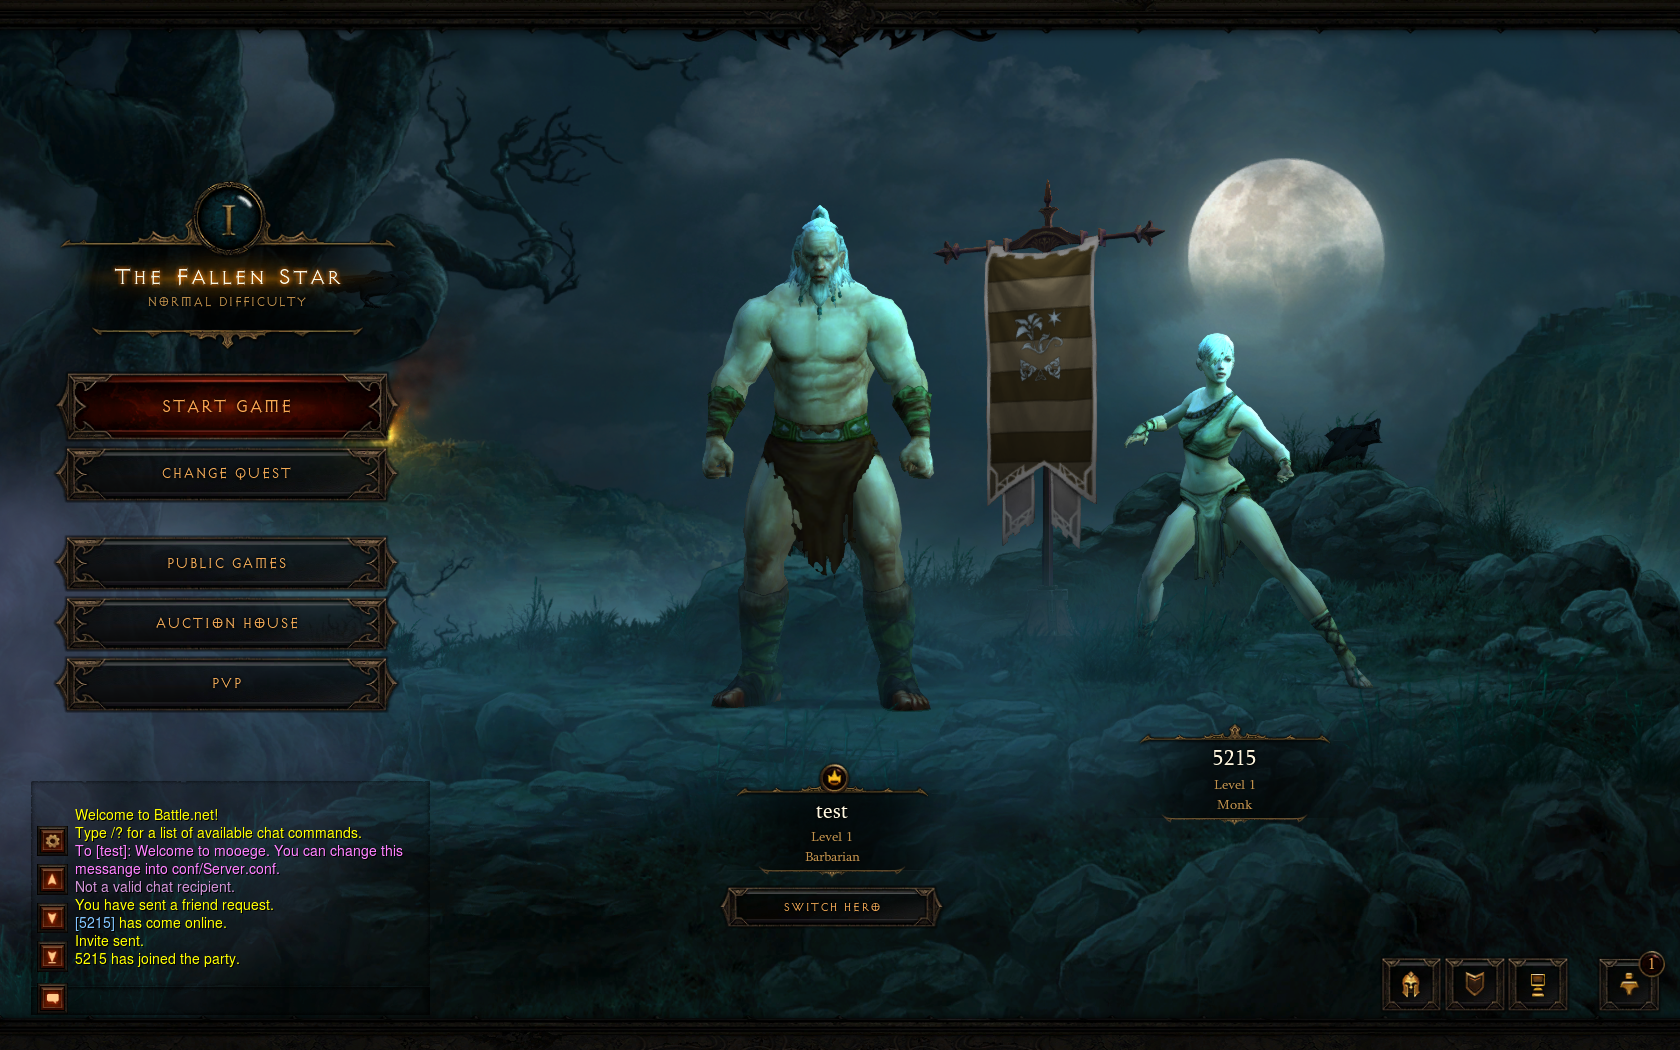 I
THE FALLEN STAR
NORMAL DIFFICULTY
START GAME
CHANGE QUEST
PUBLIC GAMES
AUCTION HOUSE
PVP
Welcome to Battle.net!
Type /? for a list of available chat commands.
To [test]: Welcome to mooege. You can change this
messange into conf/Server.conf.
Not a valid chat recipient.
You have sent a friend request.
[5215] has come online.
Invite sent.
5215 has joined the party.
test
Level 1
Barbarian
SWITCH HERO
5215
Level 1
Monk
1